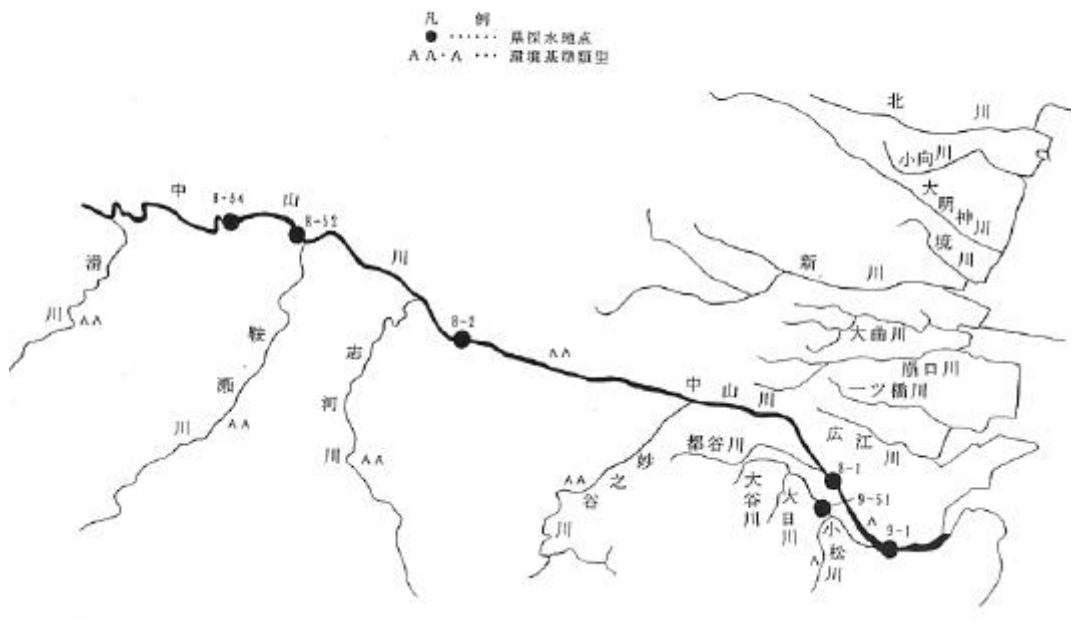 凡 例
● ······ 県採水地点
AA·A ··· 環境基準類型
北川
小向川
大明神川
境川
中山川
8-54
8-52
新川
滑川
AA
大曲川
鞍瀬川
AA
志河川
AA
8-2
AA
崩口川
一ツ橋川
中山川
広江川
都谷川
妙之谷川
AA
大谷川
大日川
8-1
9-51
A
小松川
A
9-1